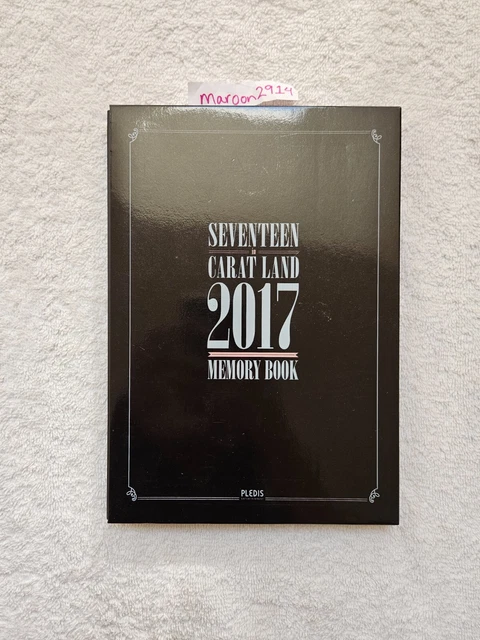 maroon2914
SEVENTEEN
IN
CARAT LAND
2017
MEMORY BOOK
PLEDIS